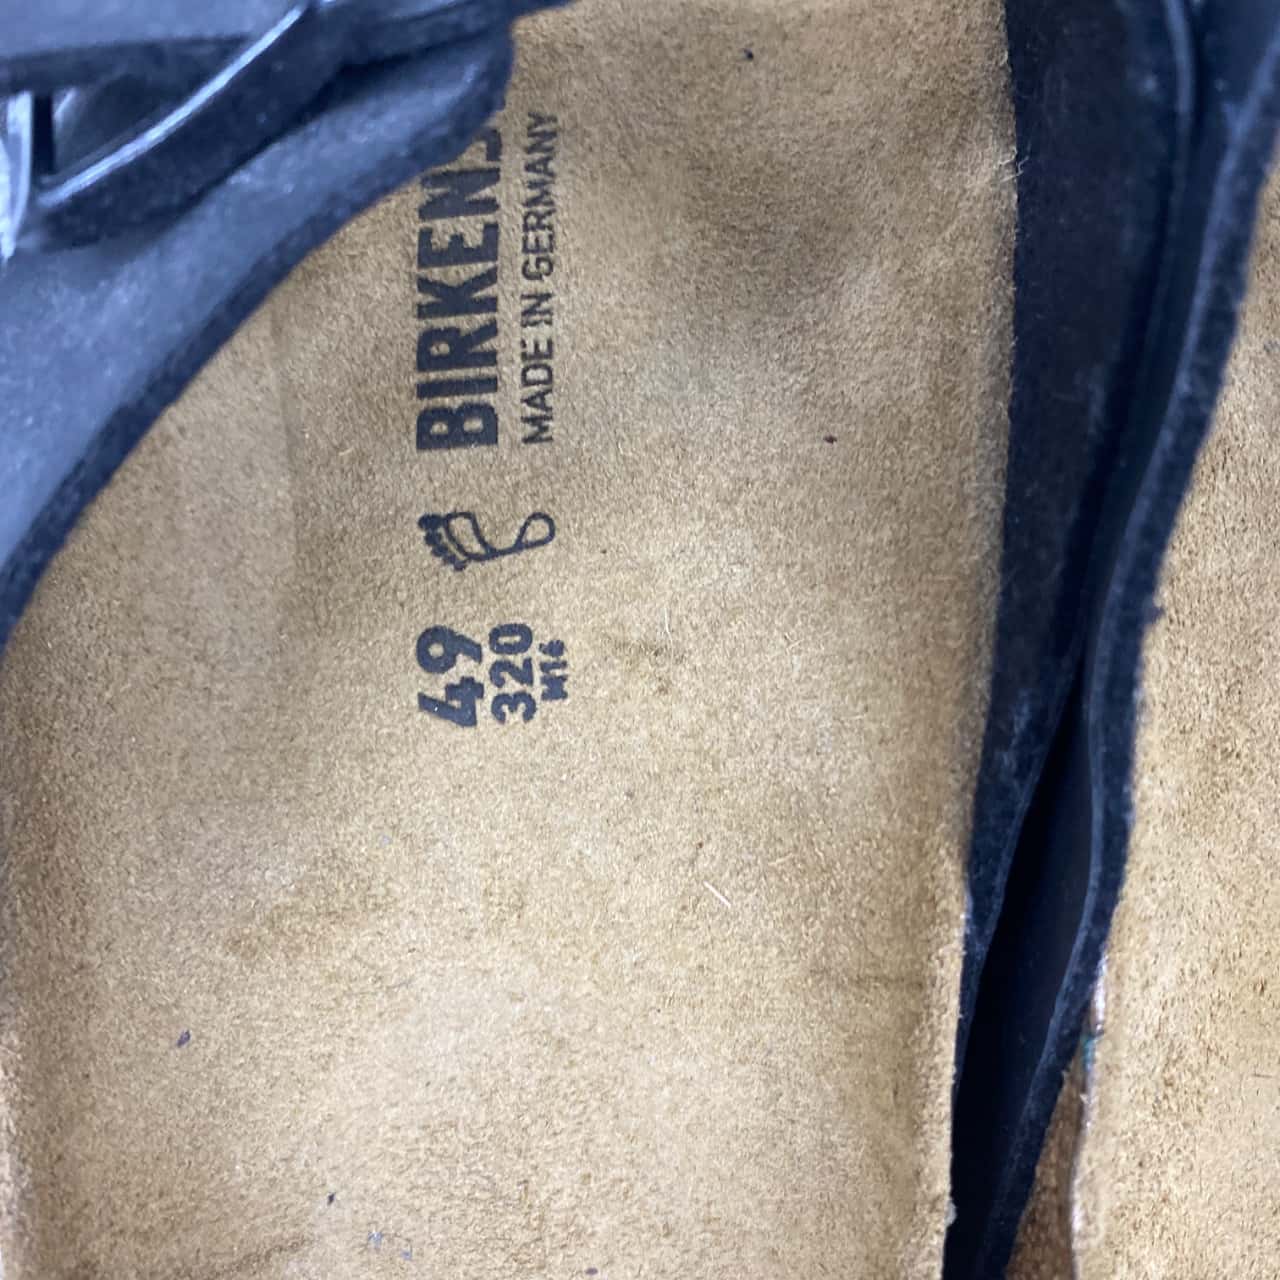 BIRKENS
MADE IN GERMANY
49
320
M16